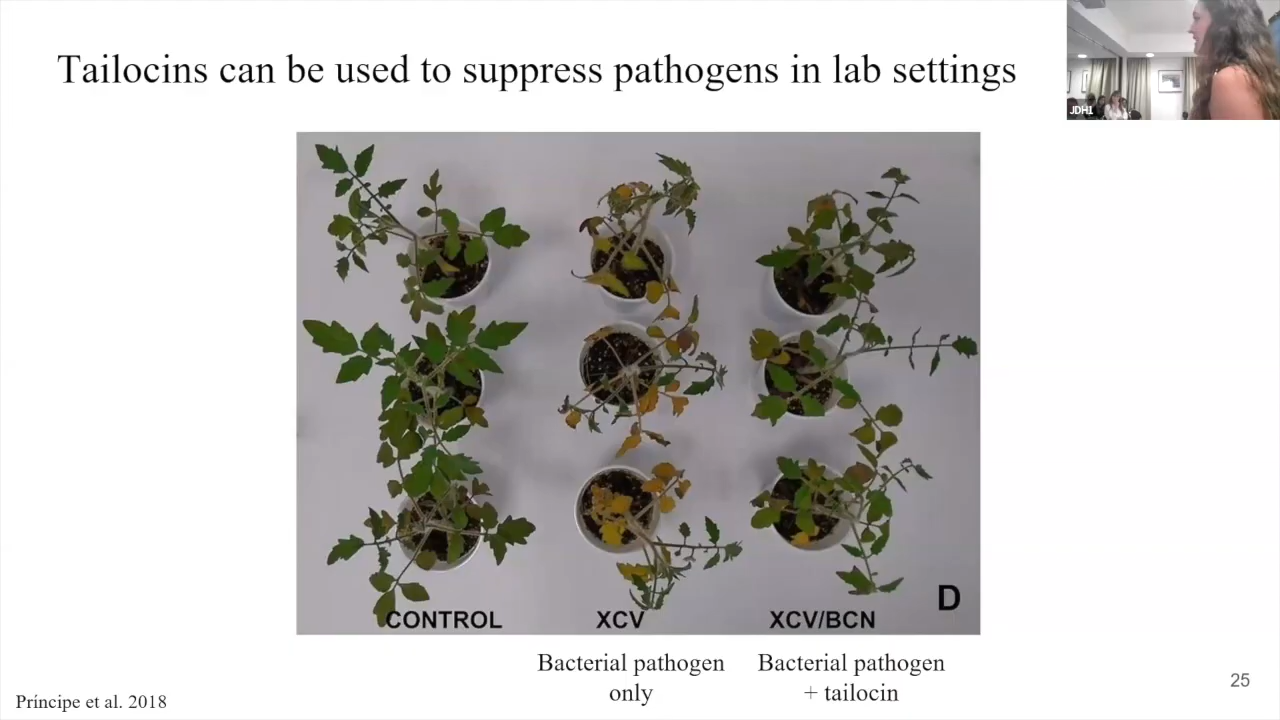 Tailocins can be used to suppress pathogens in lab settings
JDH1
D
CONTROL XCV XCV/BCN
Bacterial pathogen
only
Bacterial pathogen
+ tailocin
Príncipe et al. 2018
25